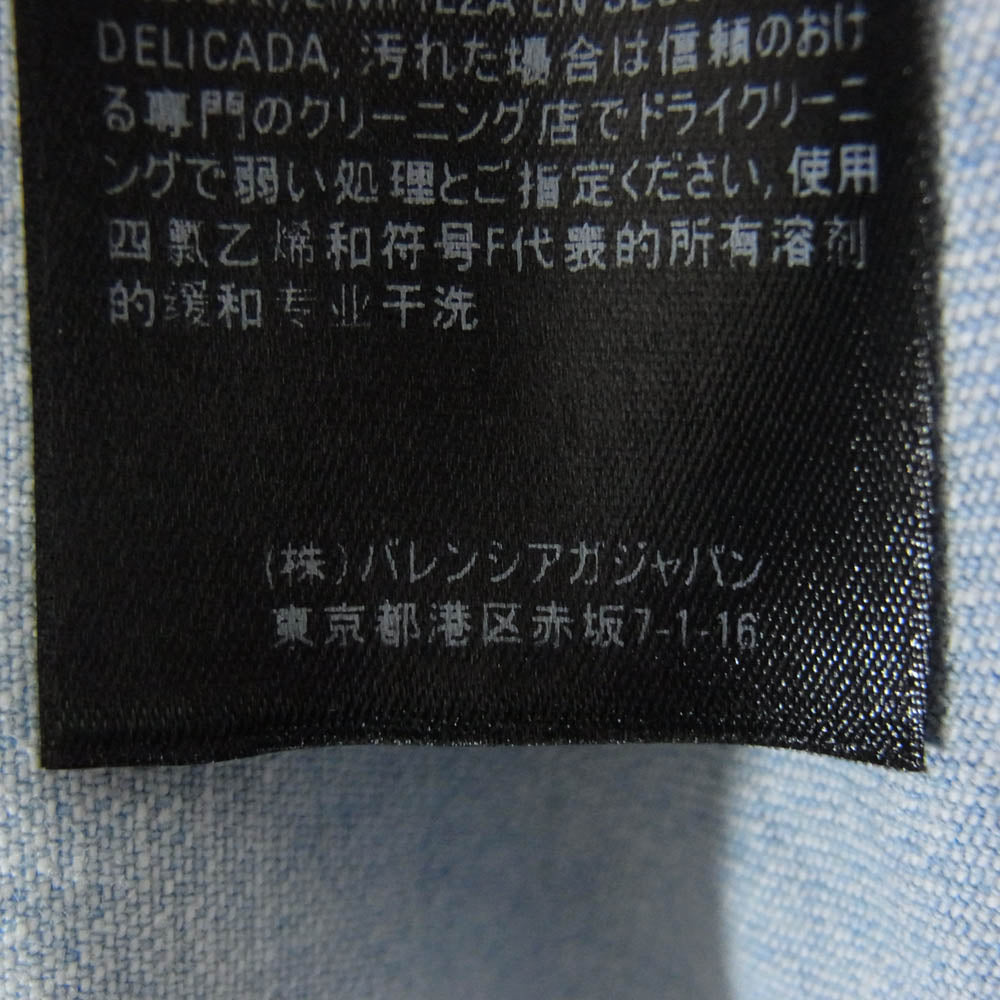 LIMPIEZA EN
DELICADA, 汚れた場合は信頼のおけ
る専門のクリーニング店でドライクリーニ
ングで弱い処理とご指定ください, 使用
四氯乙烯和符号F代表的所有溶剂
的缓和专业干洗
(株)バレンシアガジャパン
東京都港区赤坂7-1-16